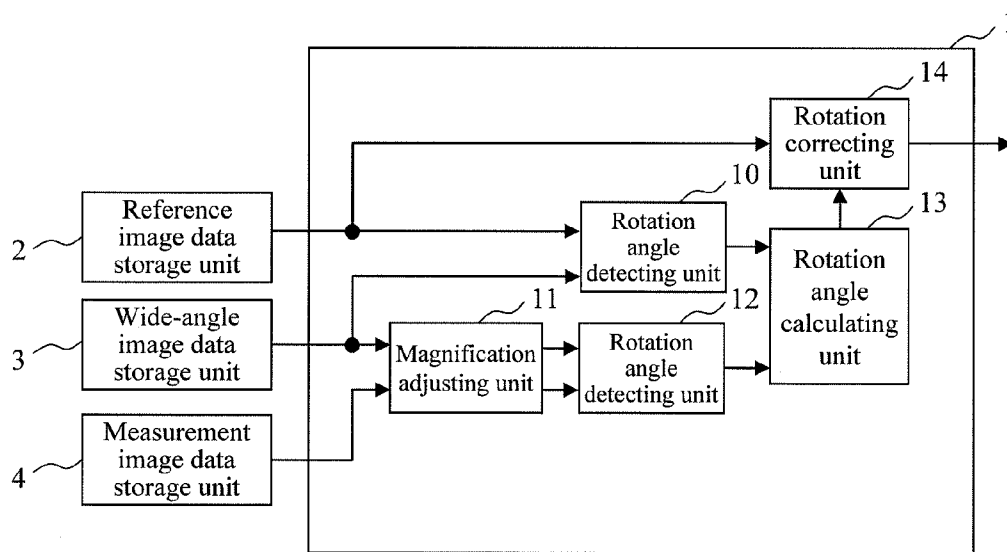 14
Rotation
correcting
unit
10
13
Reference
image data
storage unit
2
Rotation
angle
detecting unit
Rotation
angle
calculating
unit
11
12
Wide-angle
image data
storage unit
3
Magnification
adjusting unit
Rotation
angle
detecting unit
Measurement
image data
storage unit
4